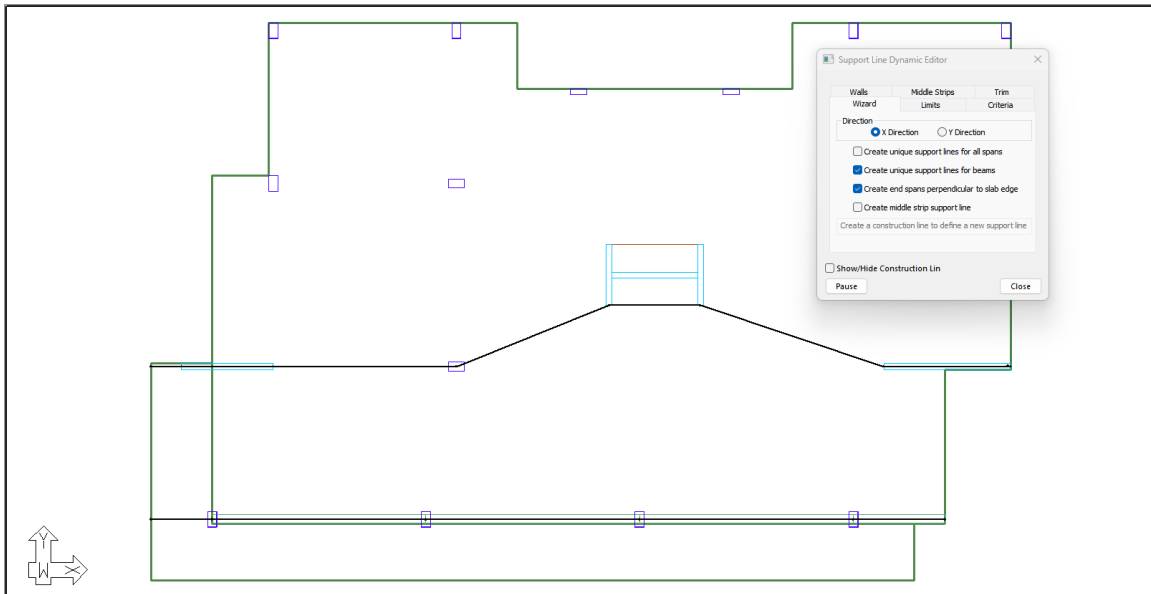 Support Line Dynamic Editor
Walls Middle Strips Trim
Wizard Limits Criteria
Direction
X Direction Y Direction
Create unique support lines for all spans
Create unique support lines for beams
Create end spans perpendicular to slab edge
Create middle strip support line
Create a construction line to define a new support line
Show/Hide Construction Lin
Pause Close
Y
W X